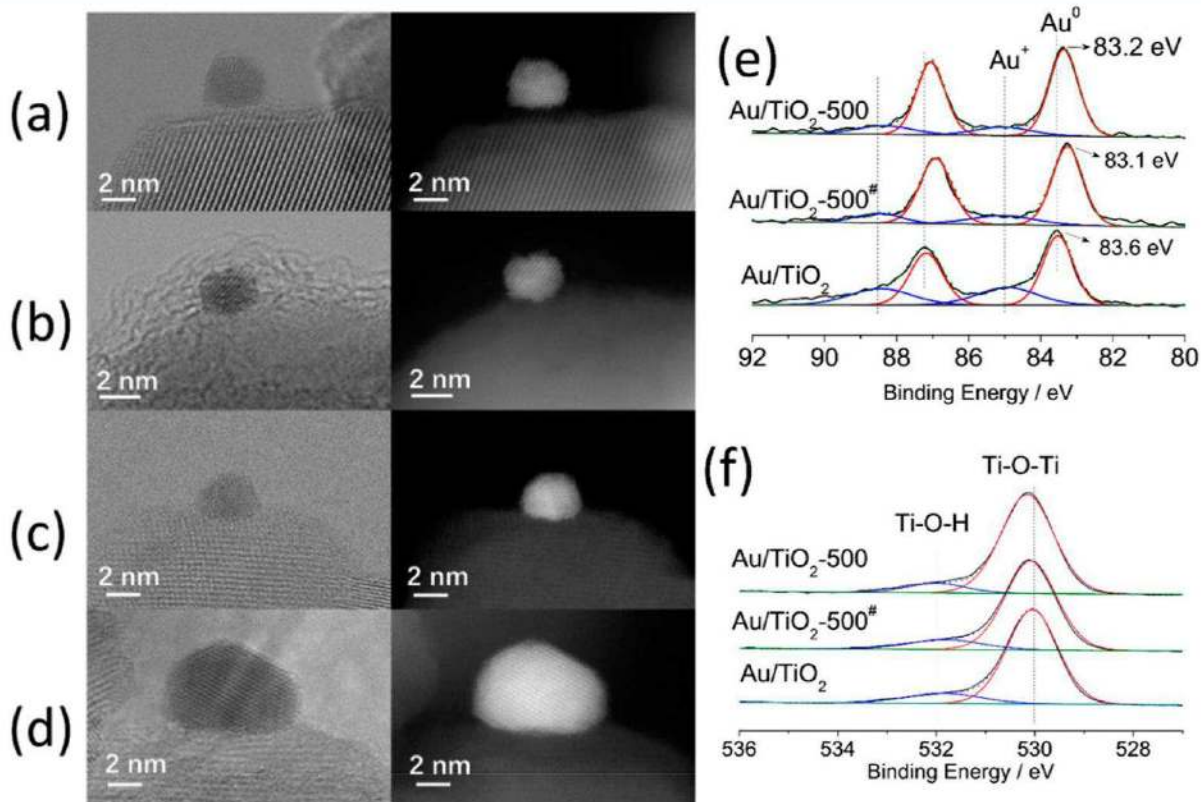 (a)
2 nm
2 nm
(b)
2 nm
2 nm
(c)
2 nm
2 nm
(d)
2 nm
2 nm
(e)
Au⁰
Au⁺
83.2 eV
Au/TiO₂-500
83.1 eV
Au/TiO₂-500#
83.6 eV
Au/TiO₂
92 90 88 86 84 82 80
Binding Energy / eV
(f)
Ti-O-Ti
Ti-O-H
Au/TiO₂-500
Au/TiO₂-500#
Au/TiO₂
536 534 532 530 528
Binding Energy / eV